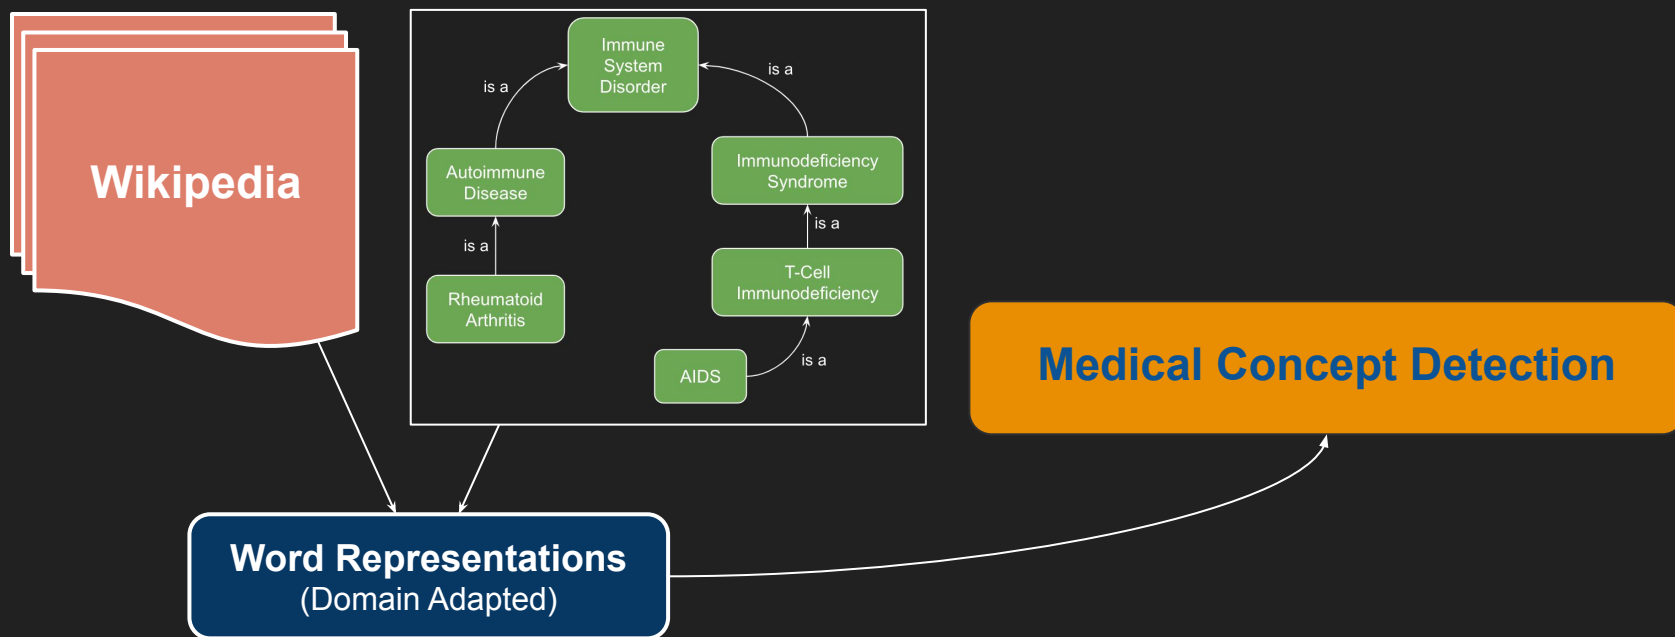 Wikipedia
Immune
System
Disorder
is a
is a
Autoimmune
Disease
Immunodeficiency
Syndrome
is a
is a
Rheumatoid
Arthritis
T-Cell
Immunodeficiency
is a
AIDS
Medical Concept Detection
Word Representations
(Domain Adapted)